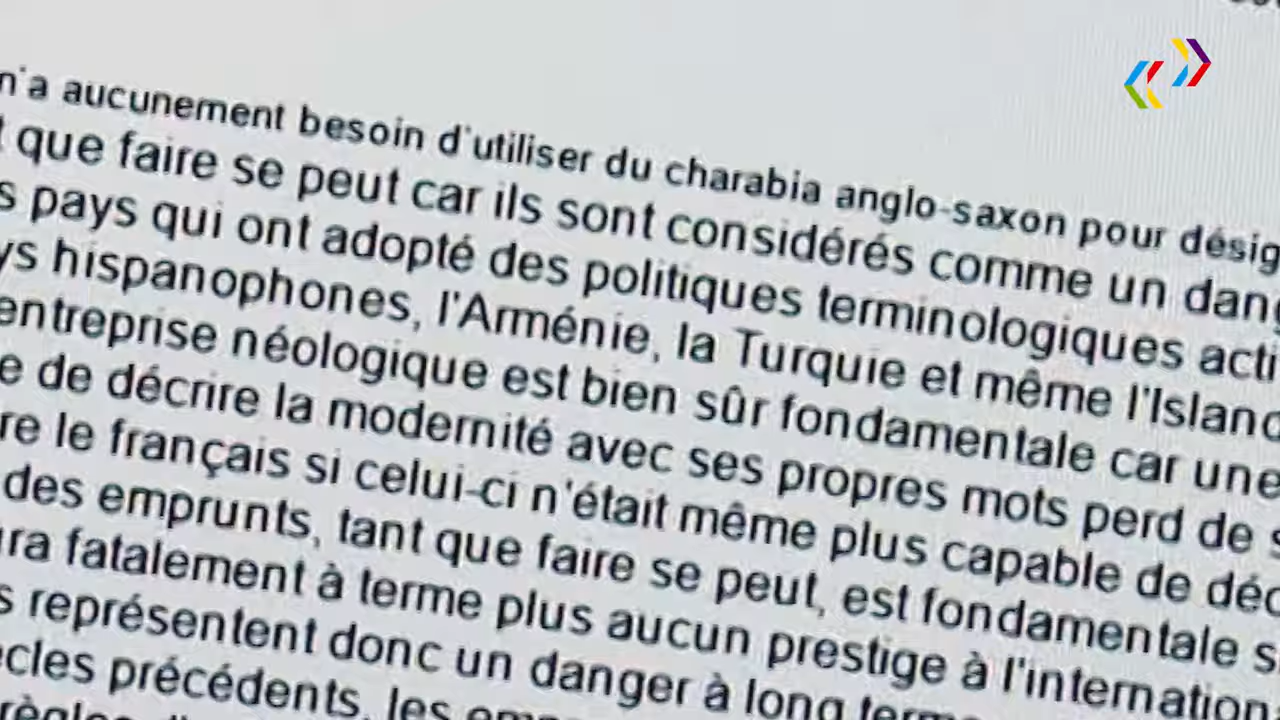 n'a aucunement besoin d'utiliser du charabia anglo-saxon pour désig
que faire se peut car ils sont considérés comme un dang
s pays qui ont adopté des politiques terminologiques acti
ys hispanophones, l'Arménie, la Turquie et même l'Island
entreprise néologique est bien sûr fondamentale car une
e de décrire la modernité avec ses propres mots perd de s
re le français si celui-ci n'était même plus capable de déc
des emprunts, tant que faire se peut, est fondamentale s
ra fatalement à terme plus aucun prestige à l'internation
s représentent donc un danger à long terme
cles précédents, les emp
règles d'